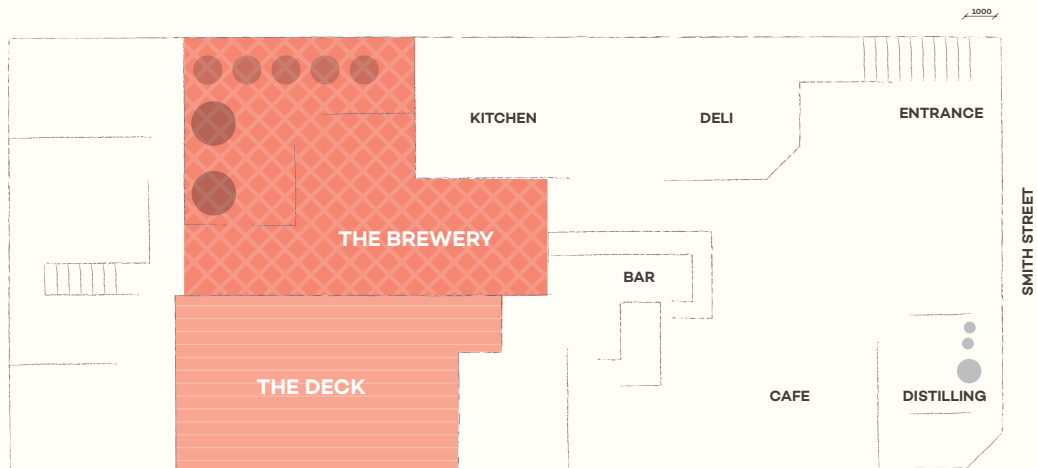 1000
KITCHEN
DELI
ENTRANCE
SMITH STREET
THE BREWERY
BAR
THE DECK
CAFE
DISTILLING